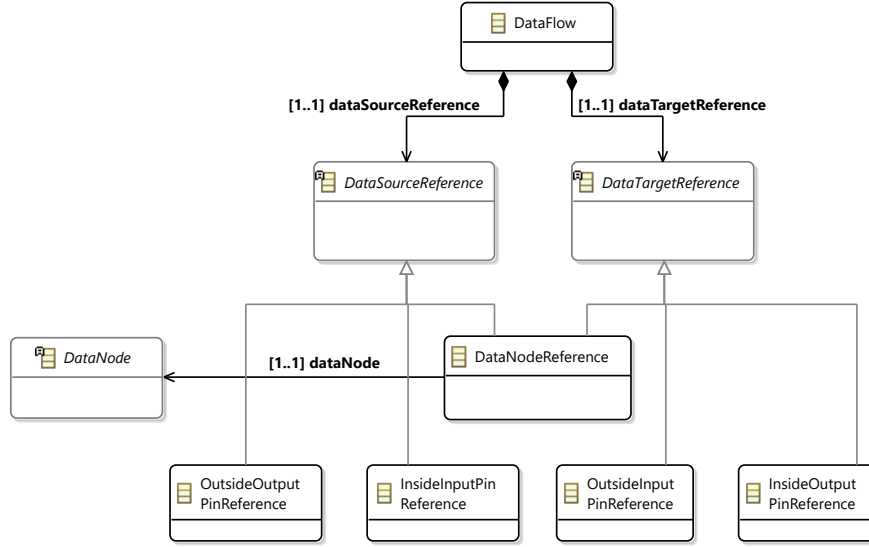 DataFlow
[1..1] dataSourceReference
[1..1] dataTargetReference
DataSourceReference
DataTargetReference
DataNode
[1..1] dataNode
DataNodeReference
OutsideOutput
PinReference
InsideInputPin
Reference
OutsideInput
PinReference
InsideOutput
PinReference